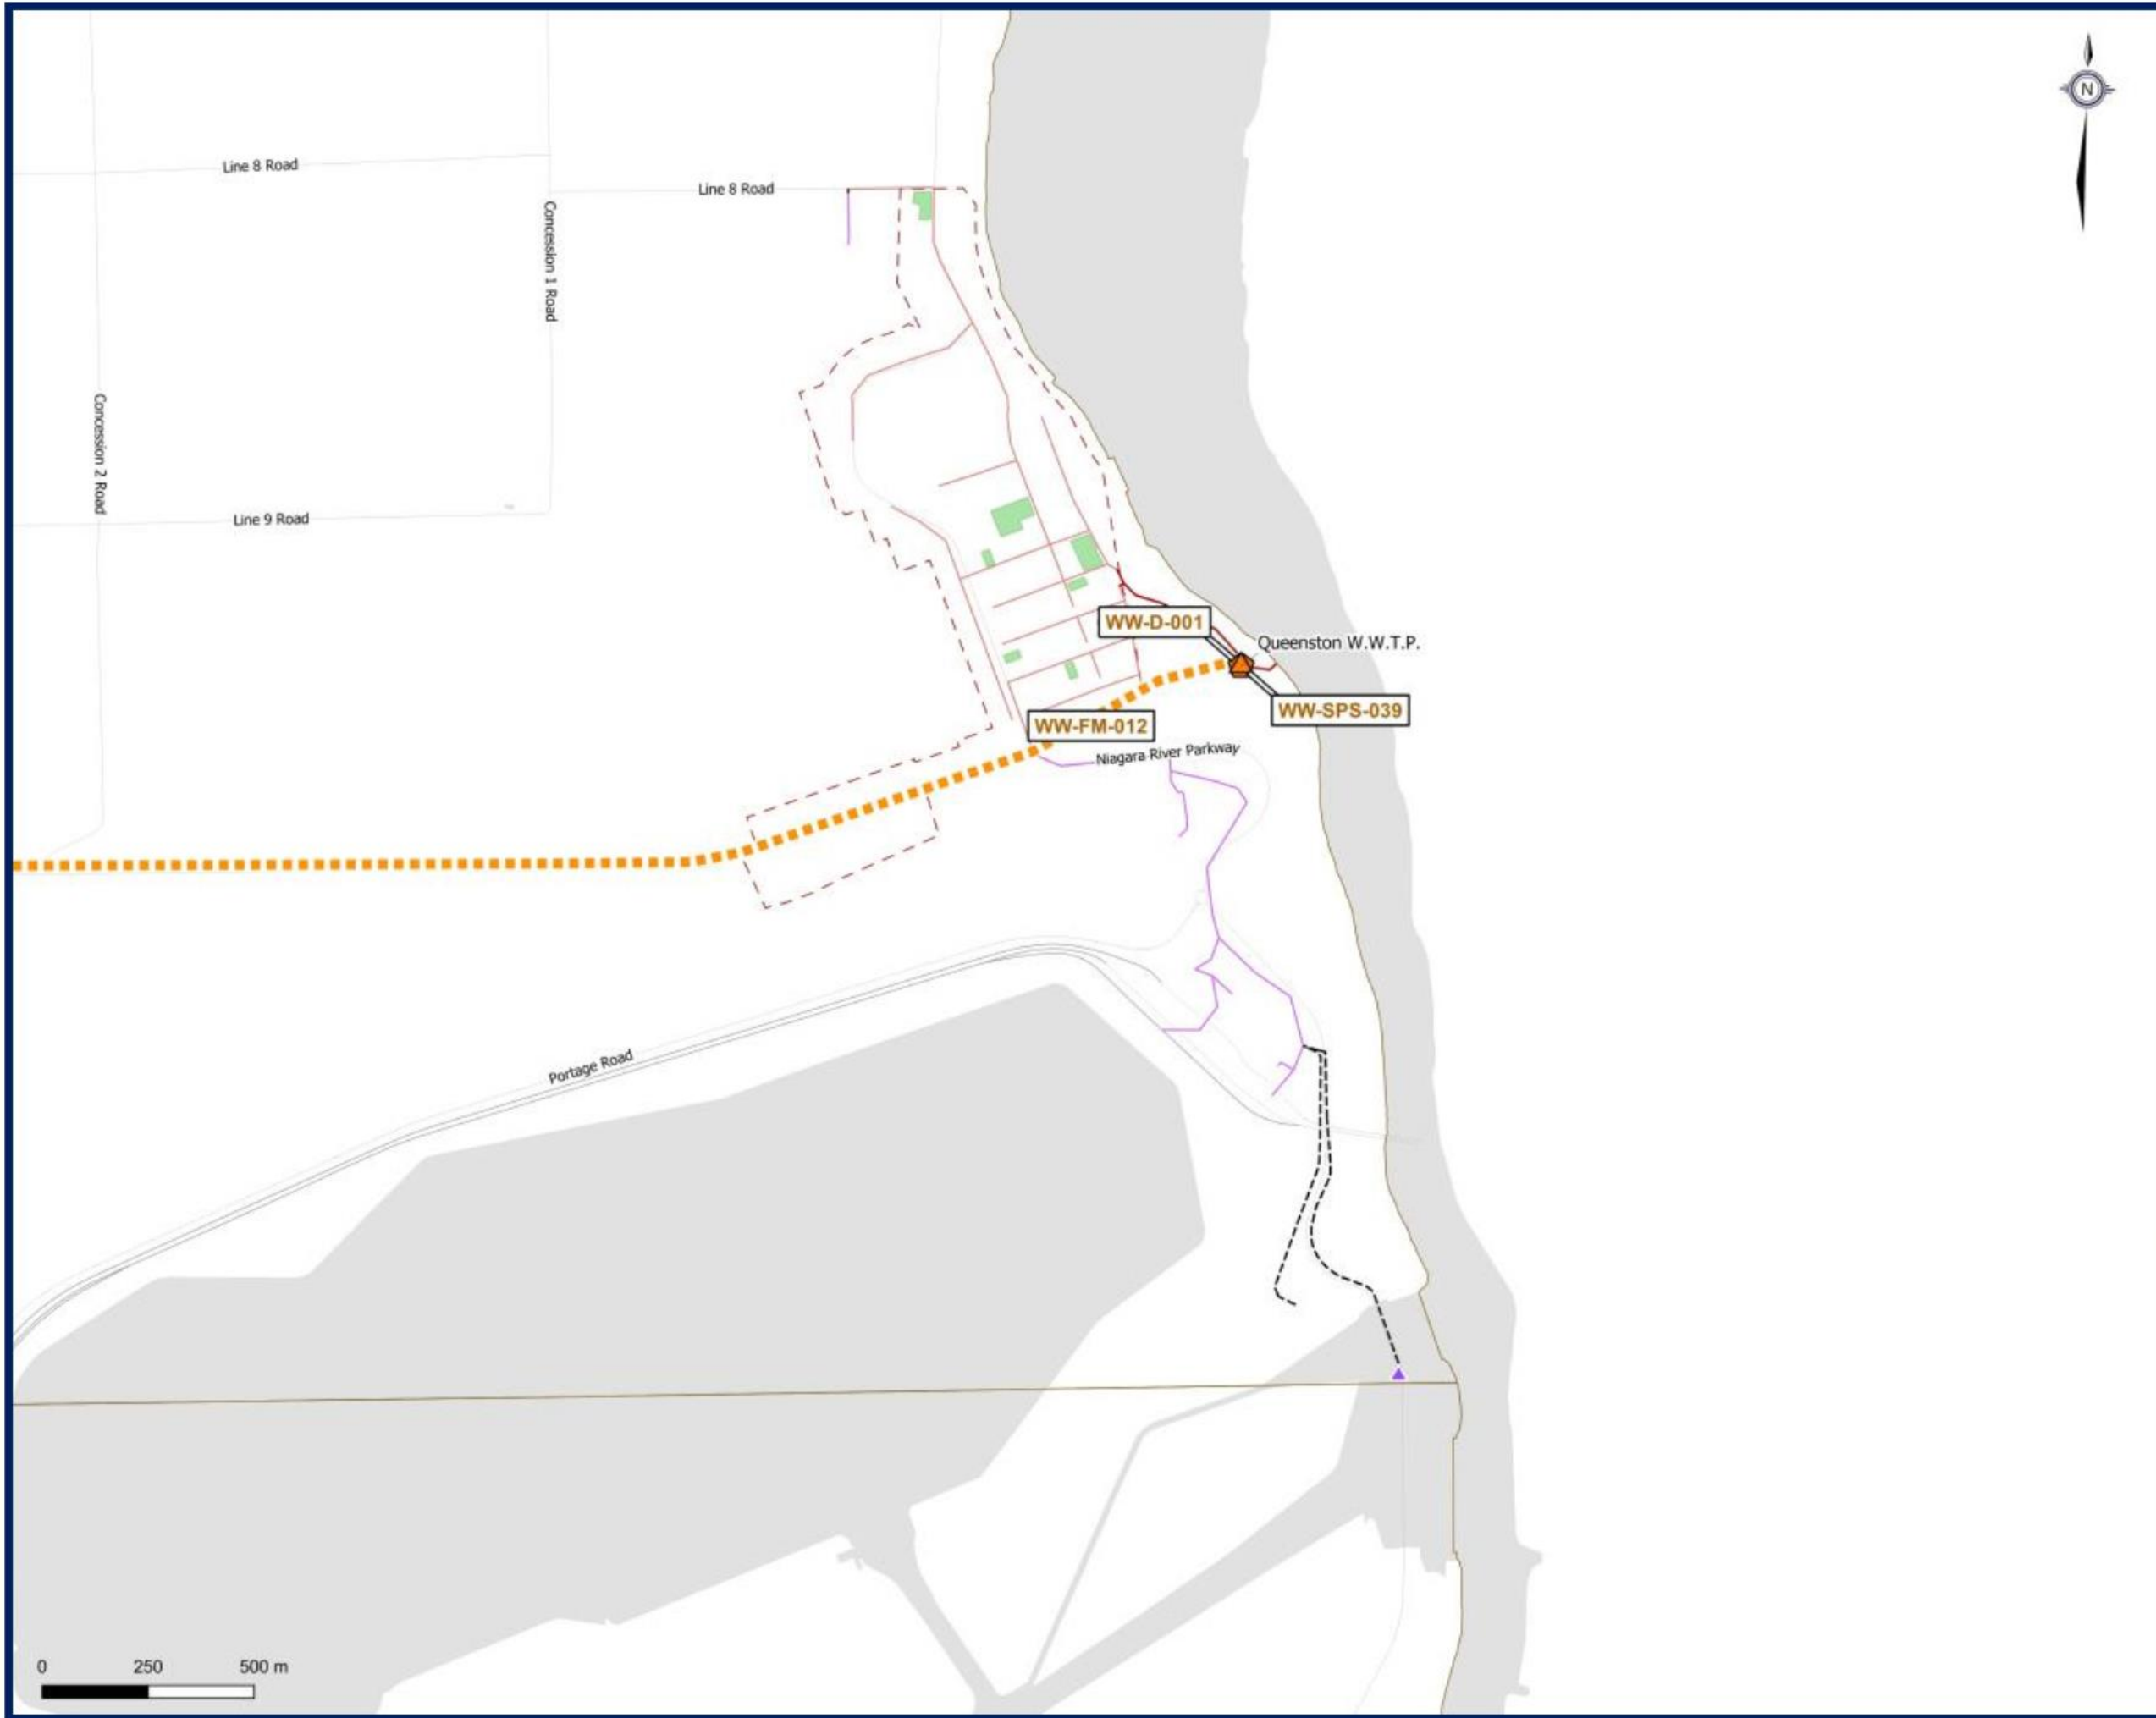 N
Line 8 Road
Line 8 Road
Concession 1 Road
Concession 2 Road
Line 9 Road
WW-D-001
Queenston W.W.T.P.
WW-SPS-039
WW-FM-012
Niagara River Parkway
Portage Road
0 250 500 m